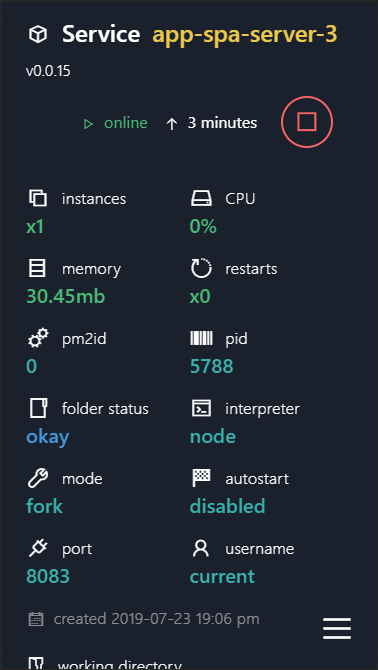 Service app-spa-server-3
v0.0.15
online 3 minutes
instances CPU
x1 0%
memory restarts
30.45mb x0
pm2id pid
0 5788
folder status interpreter
okay node
mode autostart
fork disabled
port username
8083 current
created 2019-07-23 19:06 pm
working directory